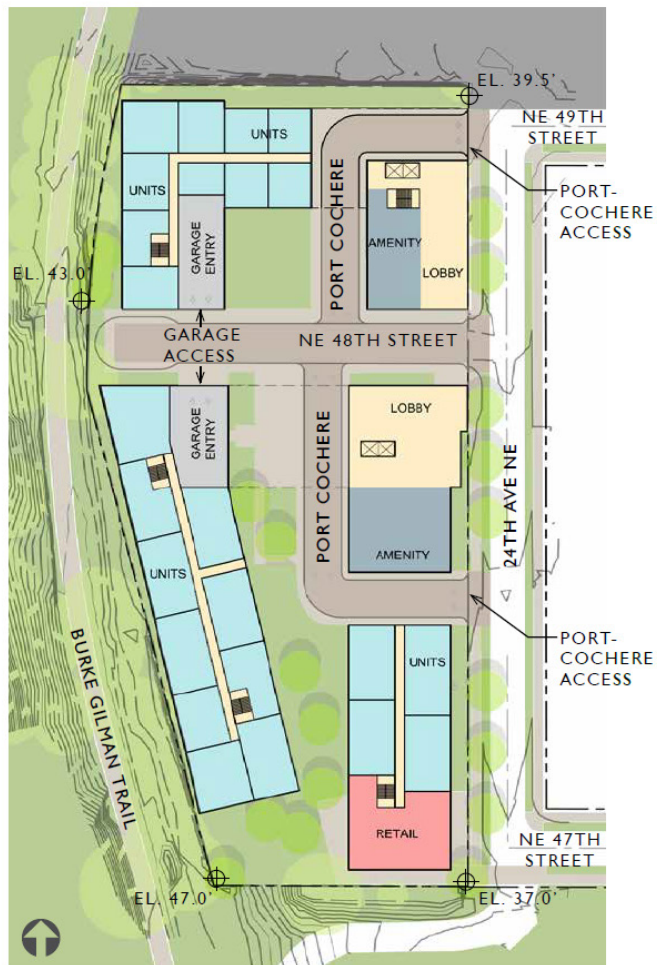 EL. 39.5'
NE 49TH
STREET
UNITS
PORT-
COCHERE
ACCESS
UNITS
PORT COCHERE
AMENITY
GARAGE
ENTRY
LOBBY
EL. 43.0'
GARAGE
ACCESS
NE 48TH STREET
LOBBY
GARAGE
ENTRY
PORT COCHERE
24TH AVE NE
AMENITY
UNITS
PORT-
COCHERE
ACCESS
UNITS
BURKE GILMAN TRAIL
RETAIL
NE 47TH
STREET
EL. 47.0'
EL. 37.0'